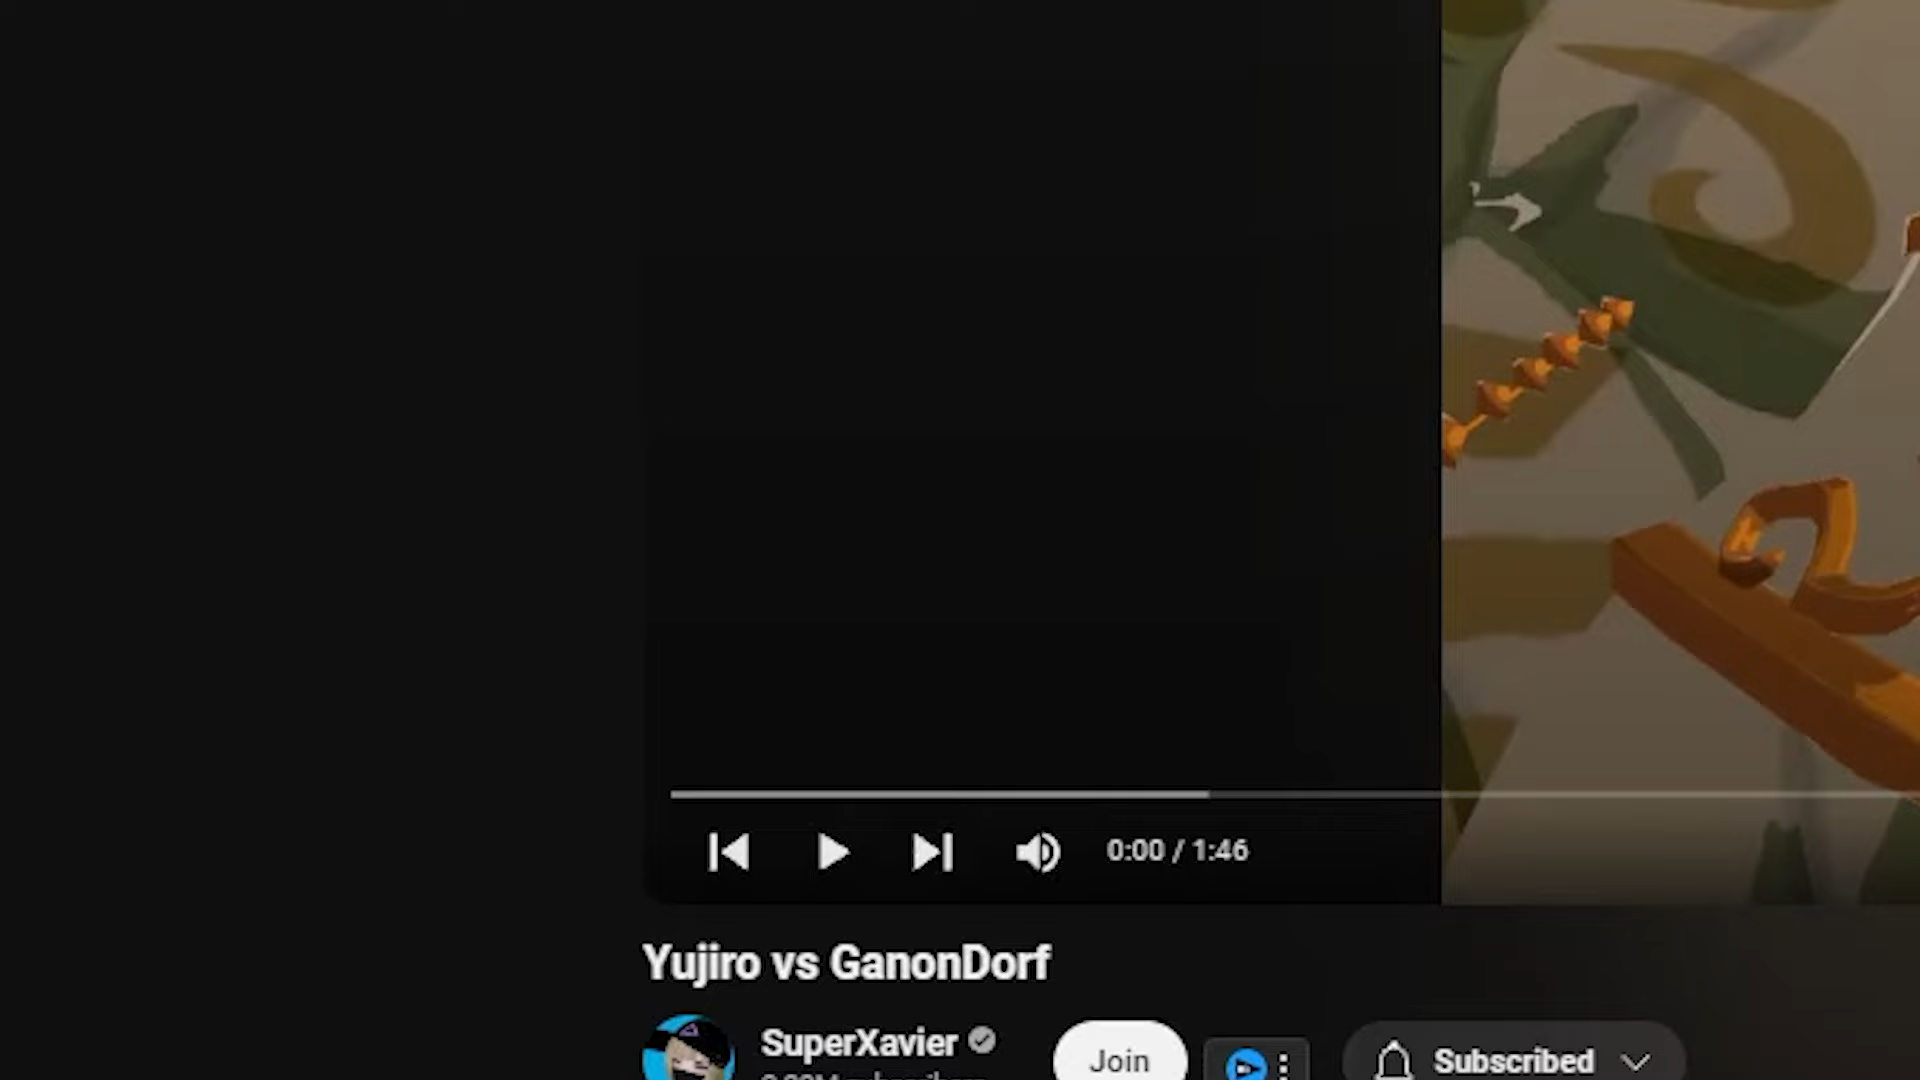 0:00 / 1:46
Yujiro vs GanonDorf
SuperXavier
Join
Subscribed